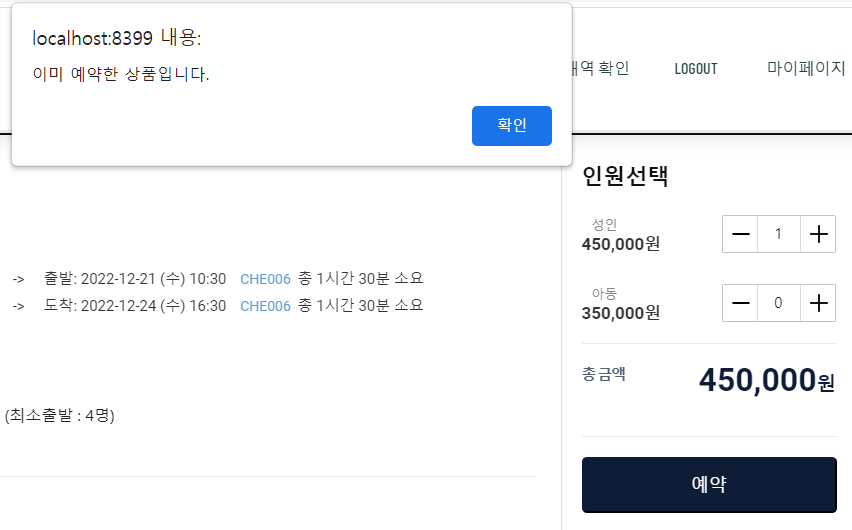 localhost:8399 내용:
이미 예약한 상품입니다.
확인
내역 확인 LOGOUT 마이페이지
-> 출발: 2022-12-21 (수) 10:30 CHE006 총 1시간 30분 소요
-> 도착: 2022-12-24 (수) 16:30 CHE006 총 1시간 30분 소요
(최소출발 : 4명)
인원선택
성인
450,000원
1
아동
350,000원
0
총금액 450,000원
예약